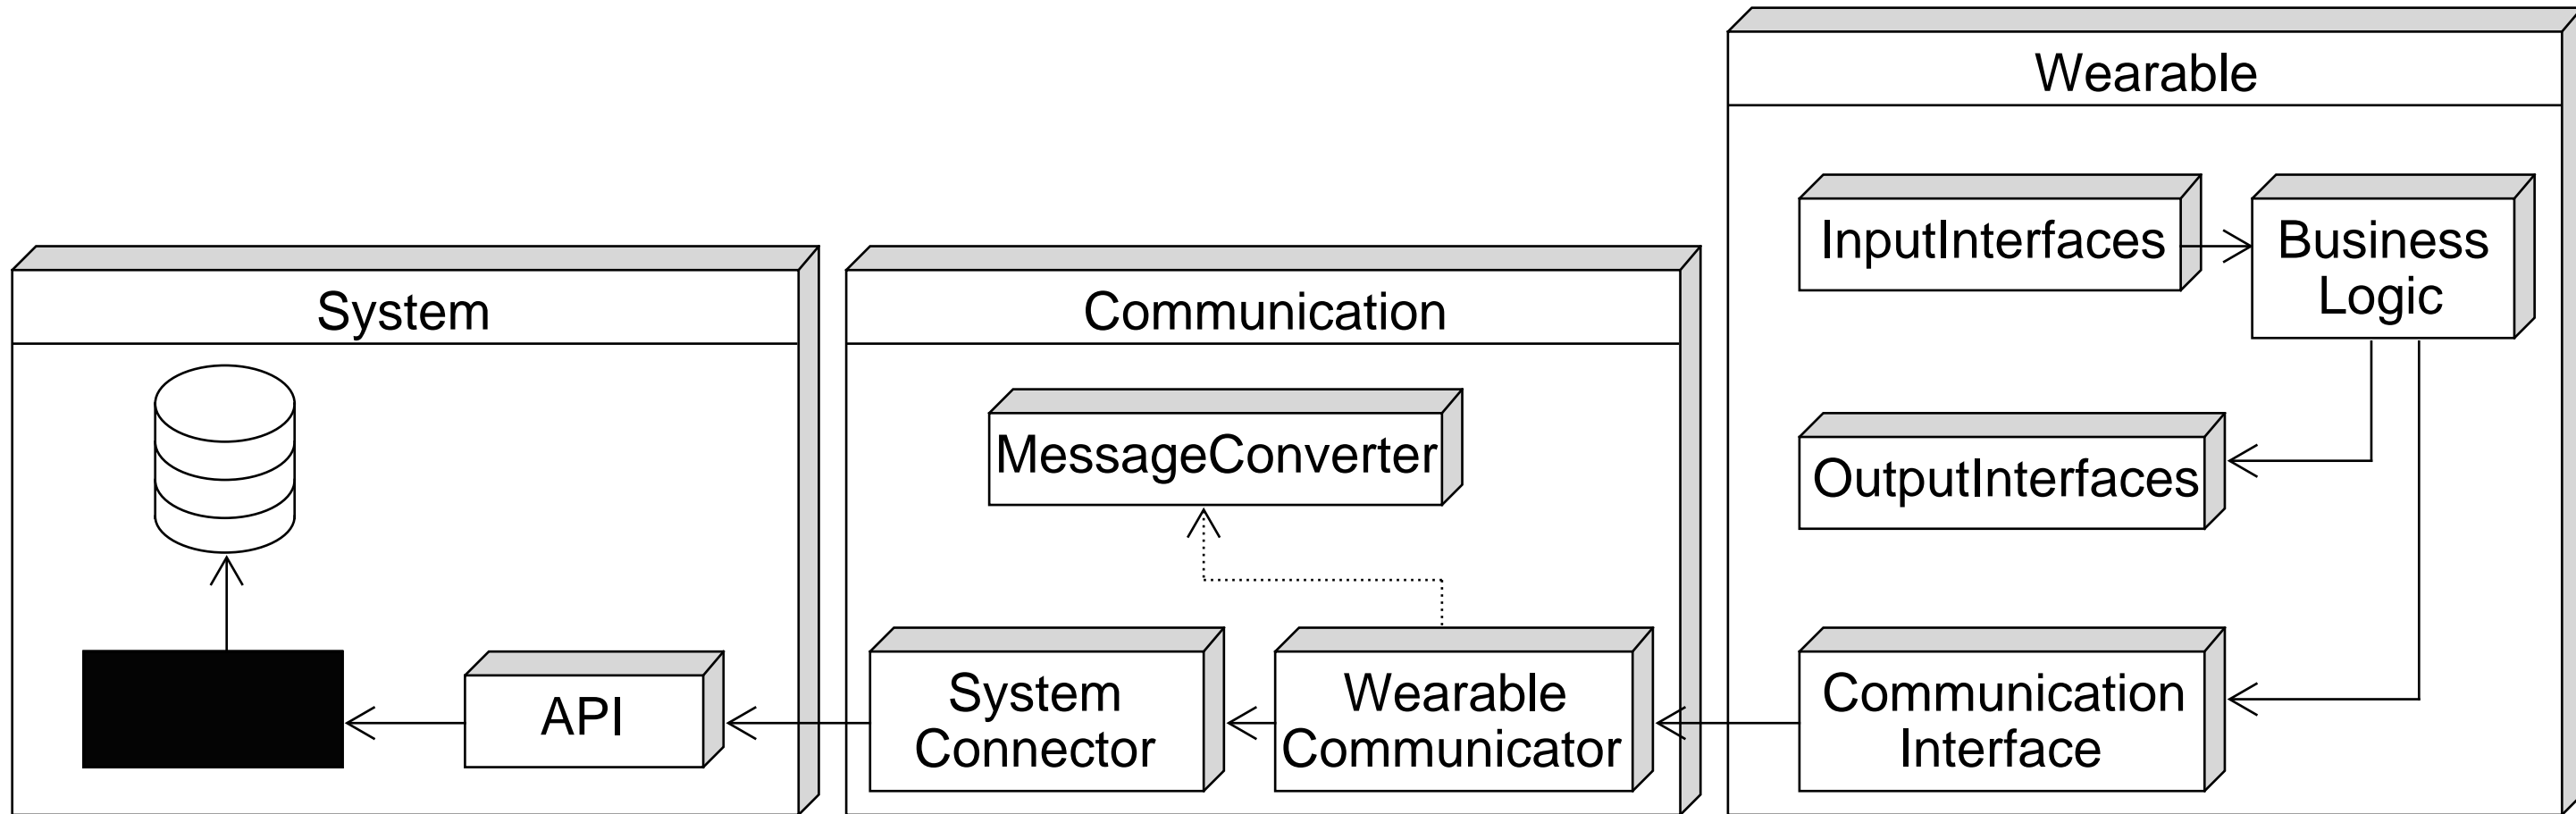 Wearable
InputInterfaces
Business
Logic
System
Communication
MessageConverter
OutputInterfaces
API
System
Connector
Wearable
Communicator
Communication
Interface